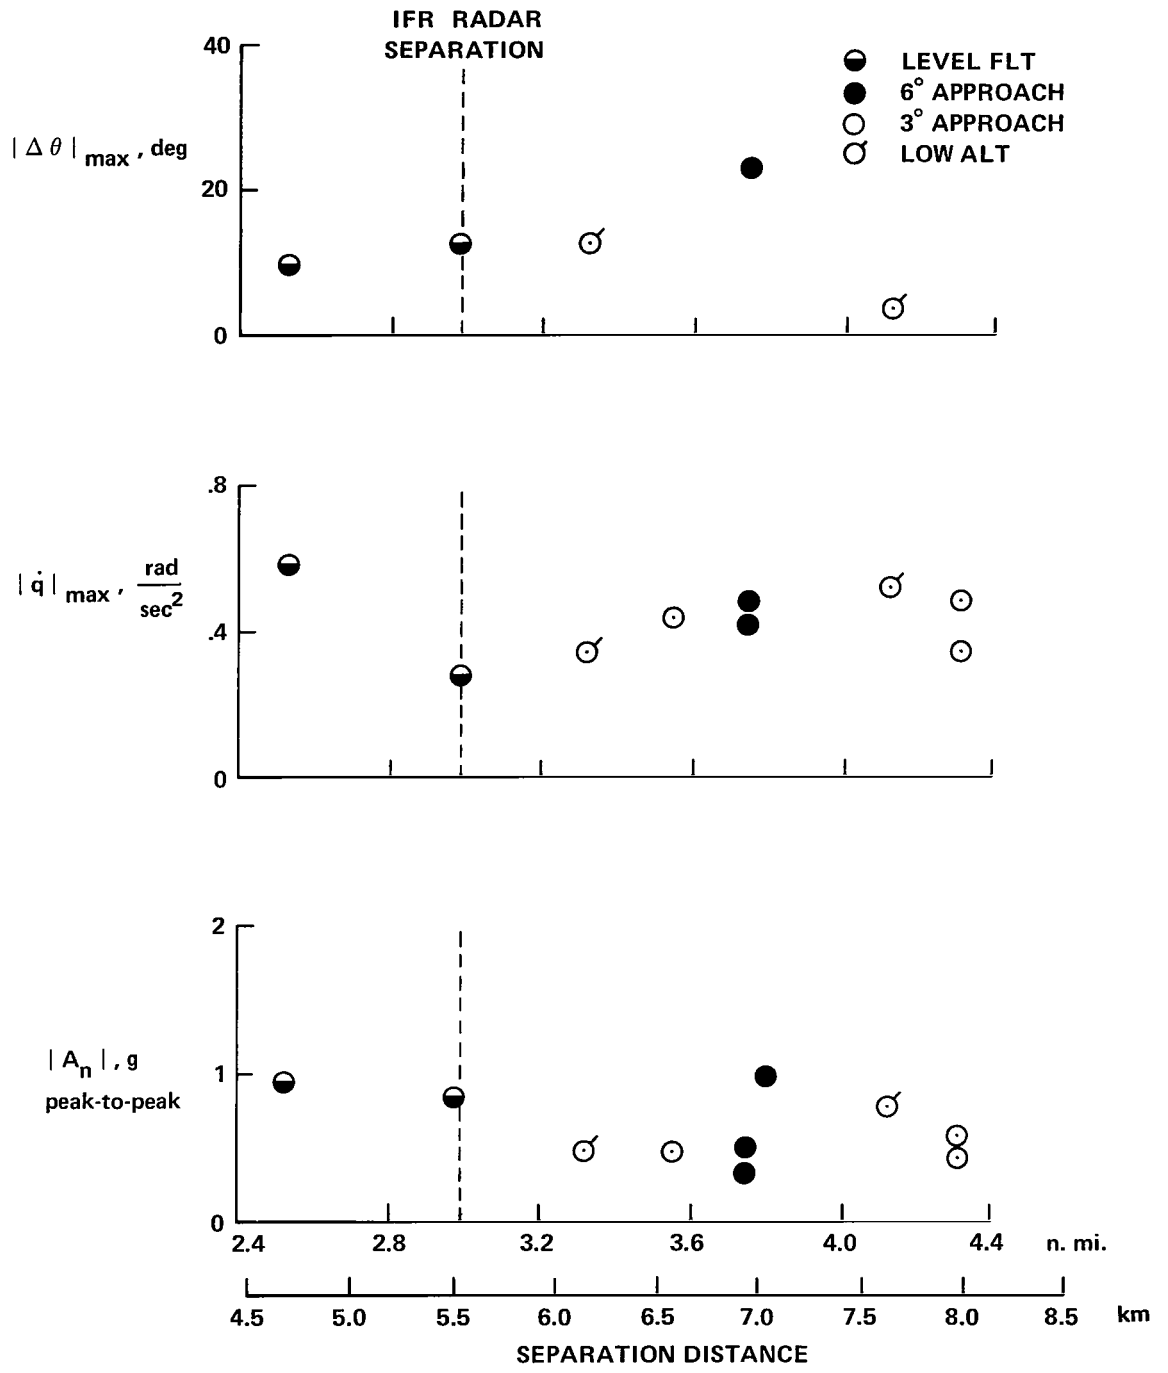 IFR RADAR
SEPARATION
40
20
0
|Δ θ| max , deg
LEVEL FLT
6° APPROACH
3° APPROACH
LOW ALT
.8
.4
0
|q̇| max , rad
sec2
2
1
0
|An|, g
peak-to-peak
2.4 2.8 3.2 3.6 4.0 4.4 n. mi.
4.5 5.0 5.5 6.0 6.5 7.0 7.5 8.0 8.5 km
SEPARATION DISTANCE